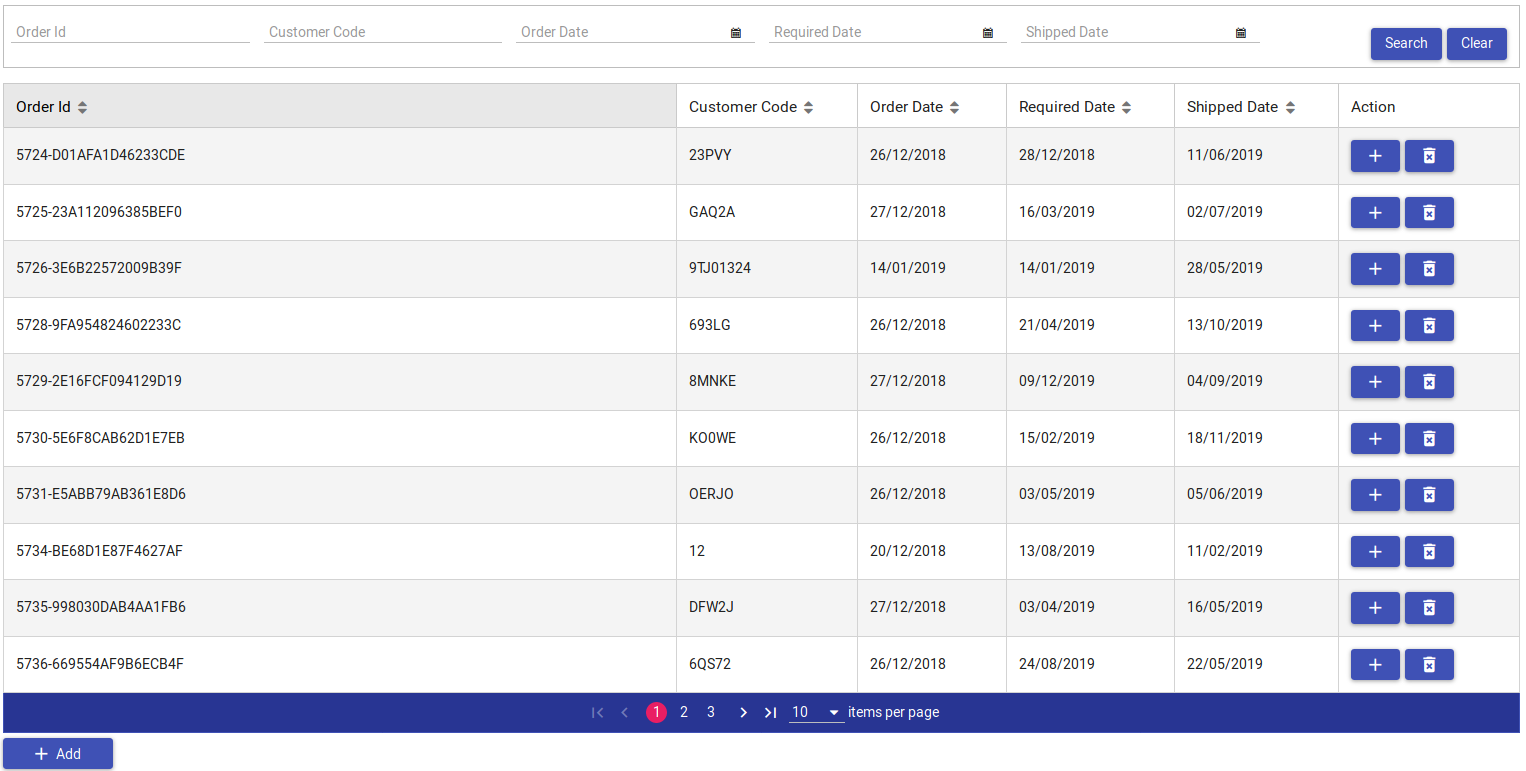 Order Id Customer Code Order Date Required Date Shipped Date Search Clear
Order Id Customer Code Order Date Required Date Shipped Date Action
5724-D01AFA1D46233CDE 23PVY 26/12/2018 28/12/2018 11/06/2019
5725-23A112096385BEF0 GAQ2A 27/12/2018 16/03/2019 02/07/2019
5726-3E6B22572009B39F 9TJ01324 14/01/2019 14/01/2019 28/05/2019
5728-9FA954824602233C 693LG 26/12/2018 21/04/2019 13/10/2019
5729-2E16FCF094129D19 8MNKE 27/12/2018 09/12/2019 04/09/2019
5730-5E6F8CAB62D1E7EB KO0WE 26/12/2018 15/02/2019 18/11/2019
5731-E5ABB79AB361E8D6 OERJO 26/12/2018 03/05/2019 05/06/2019
5734-BE68D1E87F4627AF 12 20/12/2018 13/08/2019 11/02/2019
5735-998030DAB4AA1FB6 DFW2J 27/12/2018 03/04/2019 16/05/2019
5736-669554AF9B6ECB4F 6QS72 26/12/2018 24/08/2019 22/05/2019
1 2 3 10 items per page
+ Add